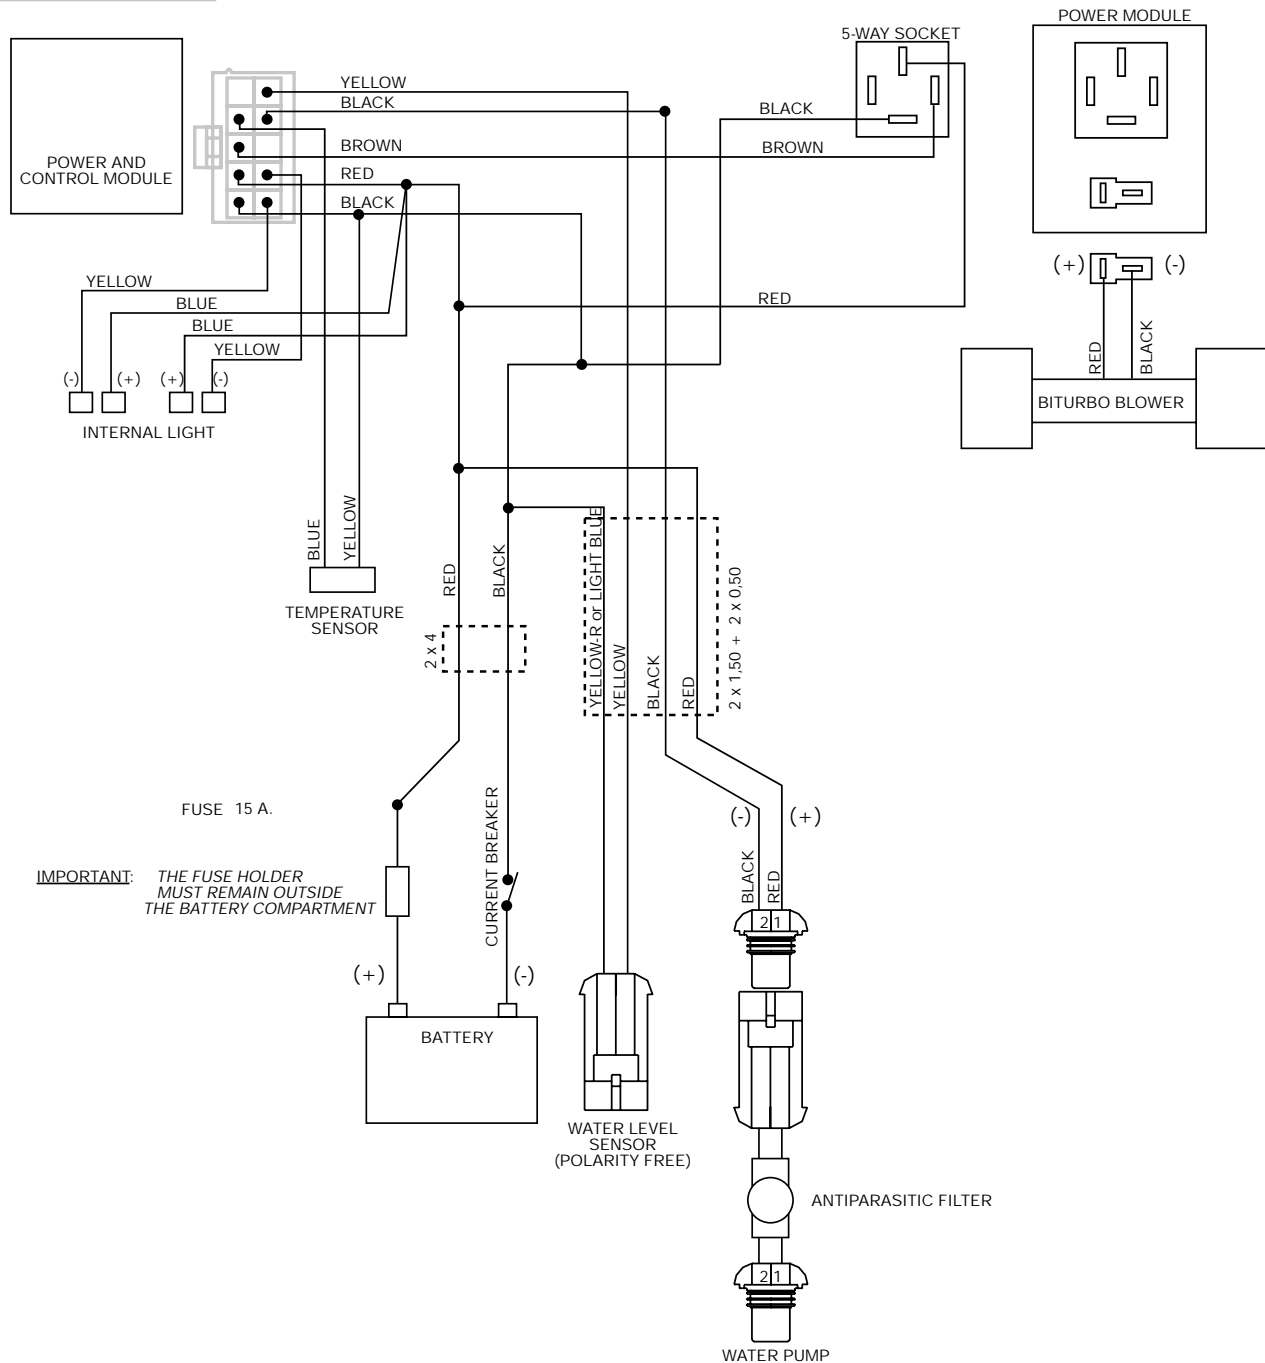 POWER MODULE
5-WAY SOCKET
YELLOW
BLACK
BLACK
BROWN
BROWN
POWER AND
CONTROL MODULE
RED
BLACK
(+)
(-)
YELLOW
BLUE
RED
BLUE
YELLOW
RED
BLACK
(-)
(+)
(+)
(-)
BITURBO BLOWER
INTERNAL LIGHT
BLUE
YELLOW
RED
BLACK
YELLOW-R or LIGHT BLUE
YELLOW
BLACK
RED
2 x 1,50 + 2 x 0,50
TEMPERATURE
SENSOR
2 x 4
FUSE 15 A.
CURRENT BREAKER
(-)
(+)
BLACK
RED
IMPORTANT: THE FUSE HOLDER
MUST REMAIN OUTSIDE
THE BATTERY COMPARTMENT
2 1
(+)
(-)
BATTERY
WATER LEVEL
SENSOR
(POLARITY FREE)
ANTIPARASITIC FILTER
2 1
WATER PUMP